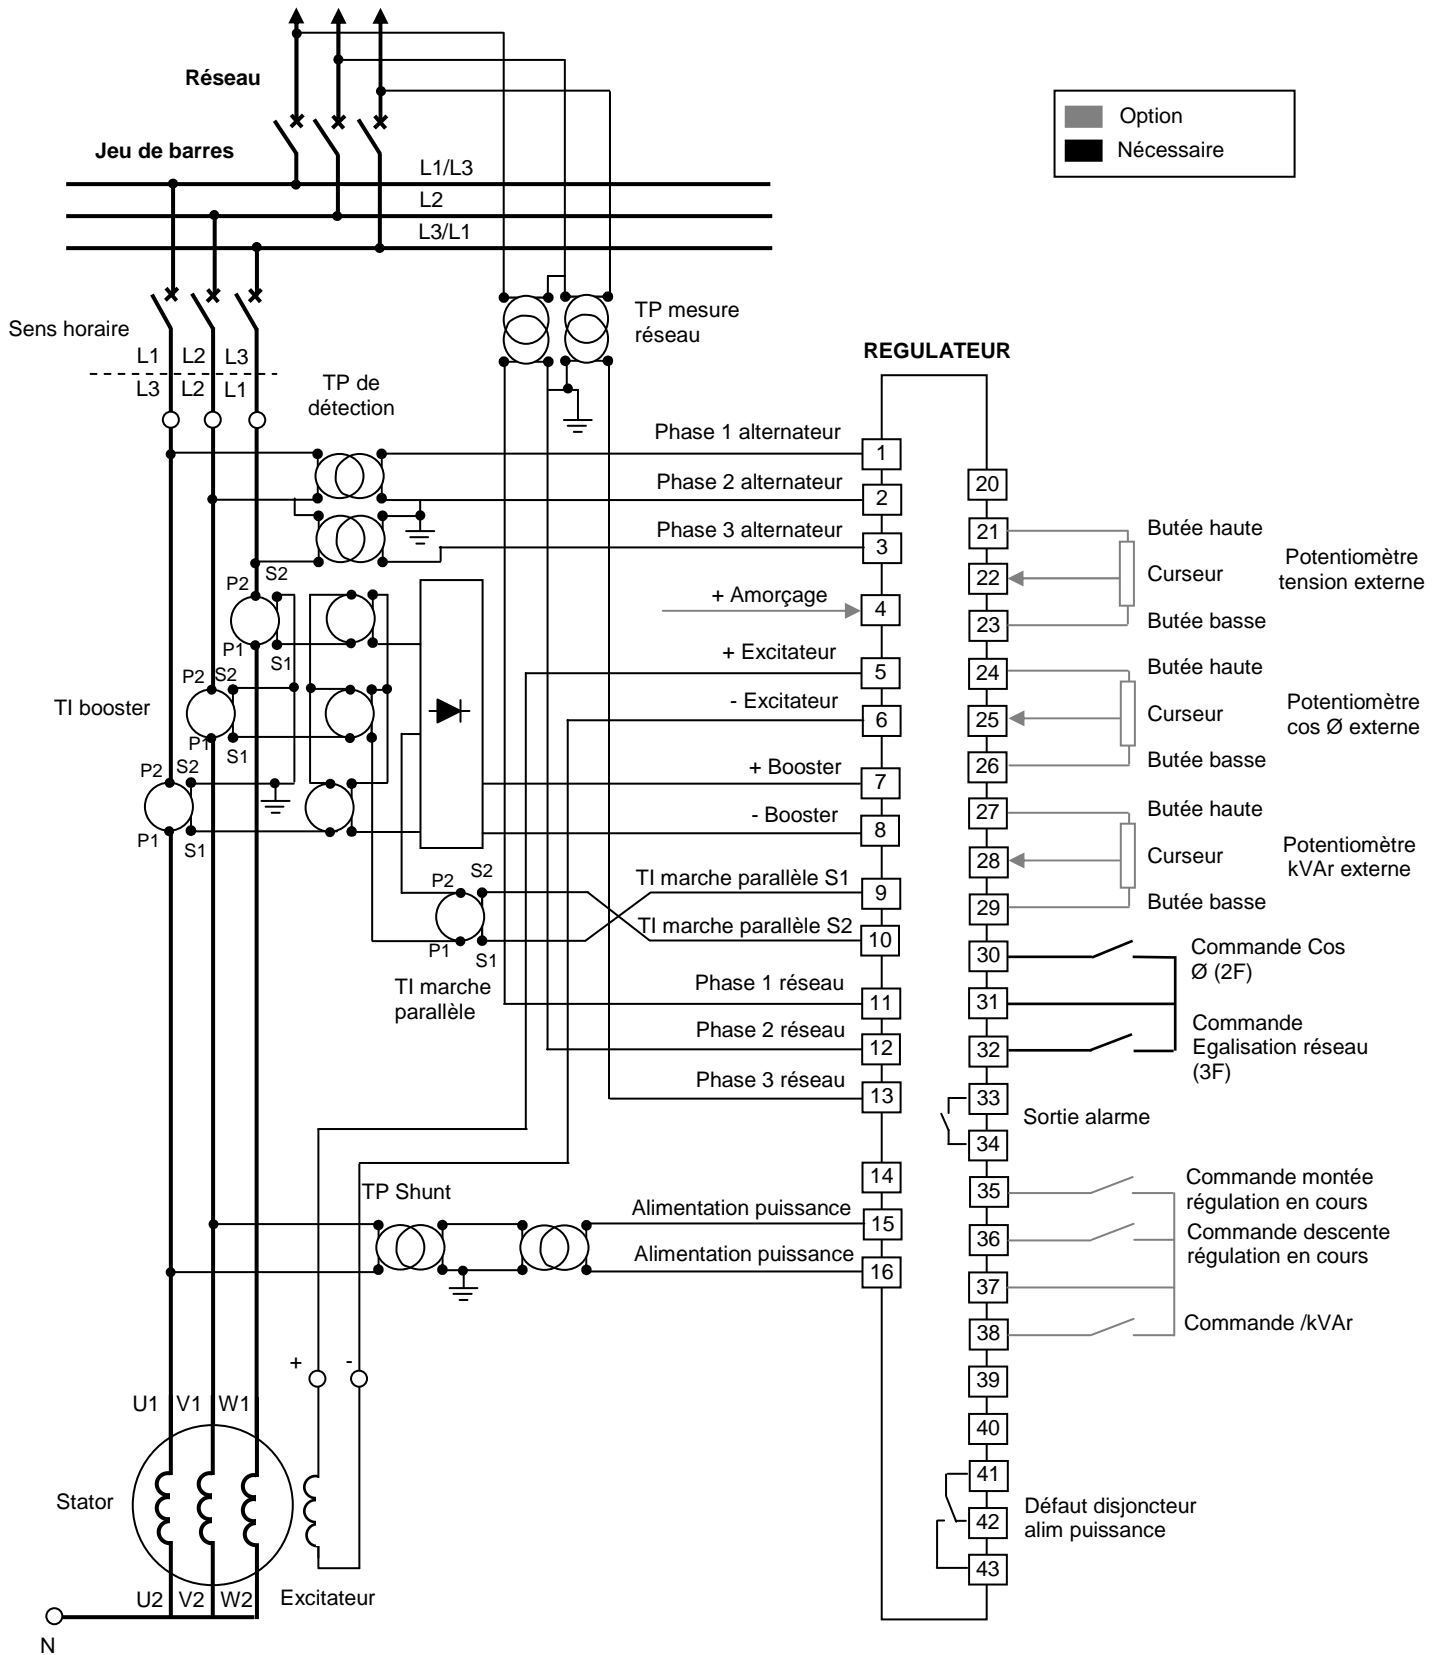 Réseau
Option
Nécessaire
Jeu de barres
L1/L3
L2
L3/L1
Sens horaire
L1 L2 L3
L3 L2 L1
TP mesure
réseau
REGULATEUR
TP de
détection
Phase 1 alternateur
1
Phase 2 alternateur
2
Phase 3 alternateur
3
+ Amorçage
4
+ Excitateur
5
- Excitateur
6
+ Booster
7
- Booster
8
TI marche parallèle S1
9
TI marche parallèle S2
10
Phase 1 réseau
11
Phase 2 réseau
12
Phase 3 réseau
13
14
Alimentation puissance
15
Alimentation puissance
16
P2 S2
P1 S1
P2 S2
P1 S1
P2 S2
P1 S1
TI booster
P2 S2
P1 S1
TI marche
parallèle
TP Shunt
20
21
Butée haute
22
Curseur
23
Butée basse
Potentiomètre
tension externe
24
Butée haute
25
Curseur
26
Butée basse
Potentiomètre
cos Ø externe
27
Butée haute
28
Curseur
29
Butée basse
Potentiomètre
kVAr externe
30
Commande Cos
Ø (2F)
31
32
Commande
Egalisation réseau
(3F)
33
34
Sortie alarme
35
Commande montée
régulation en cours
36
Commande descente
régulation en cours
37
38
Commande /kVAr
39
40
41
42
43
Défaut disjoncteur
alim puissance
+ -
U1 V1 W1
Stator
U2 V2 W2
Excitateur
N